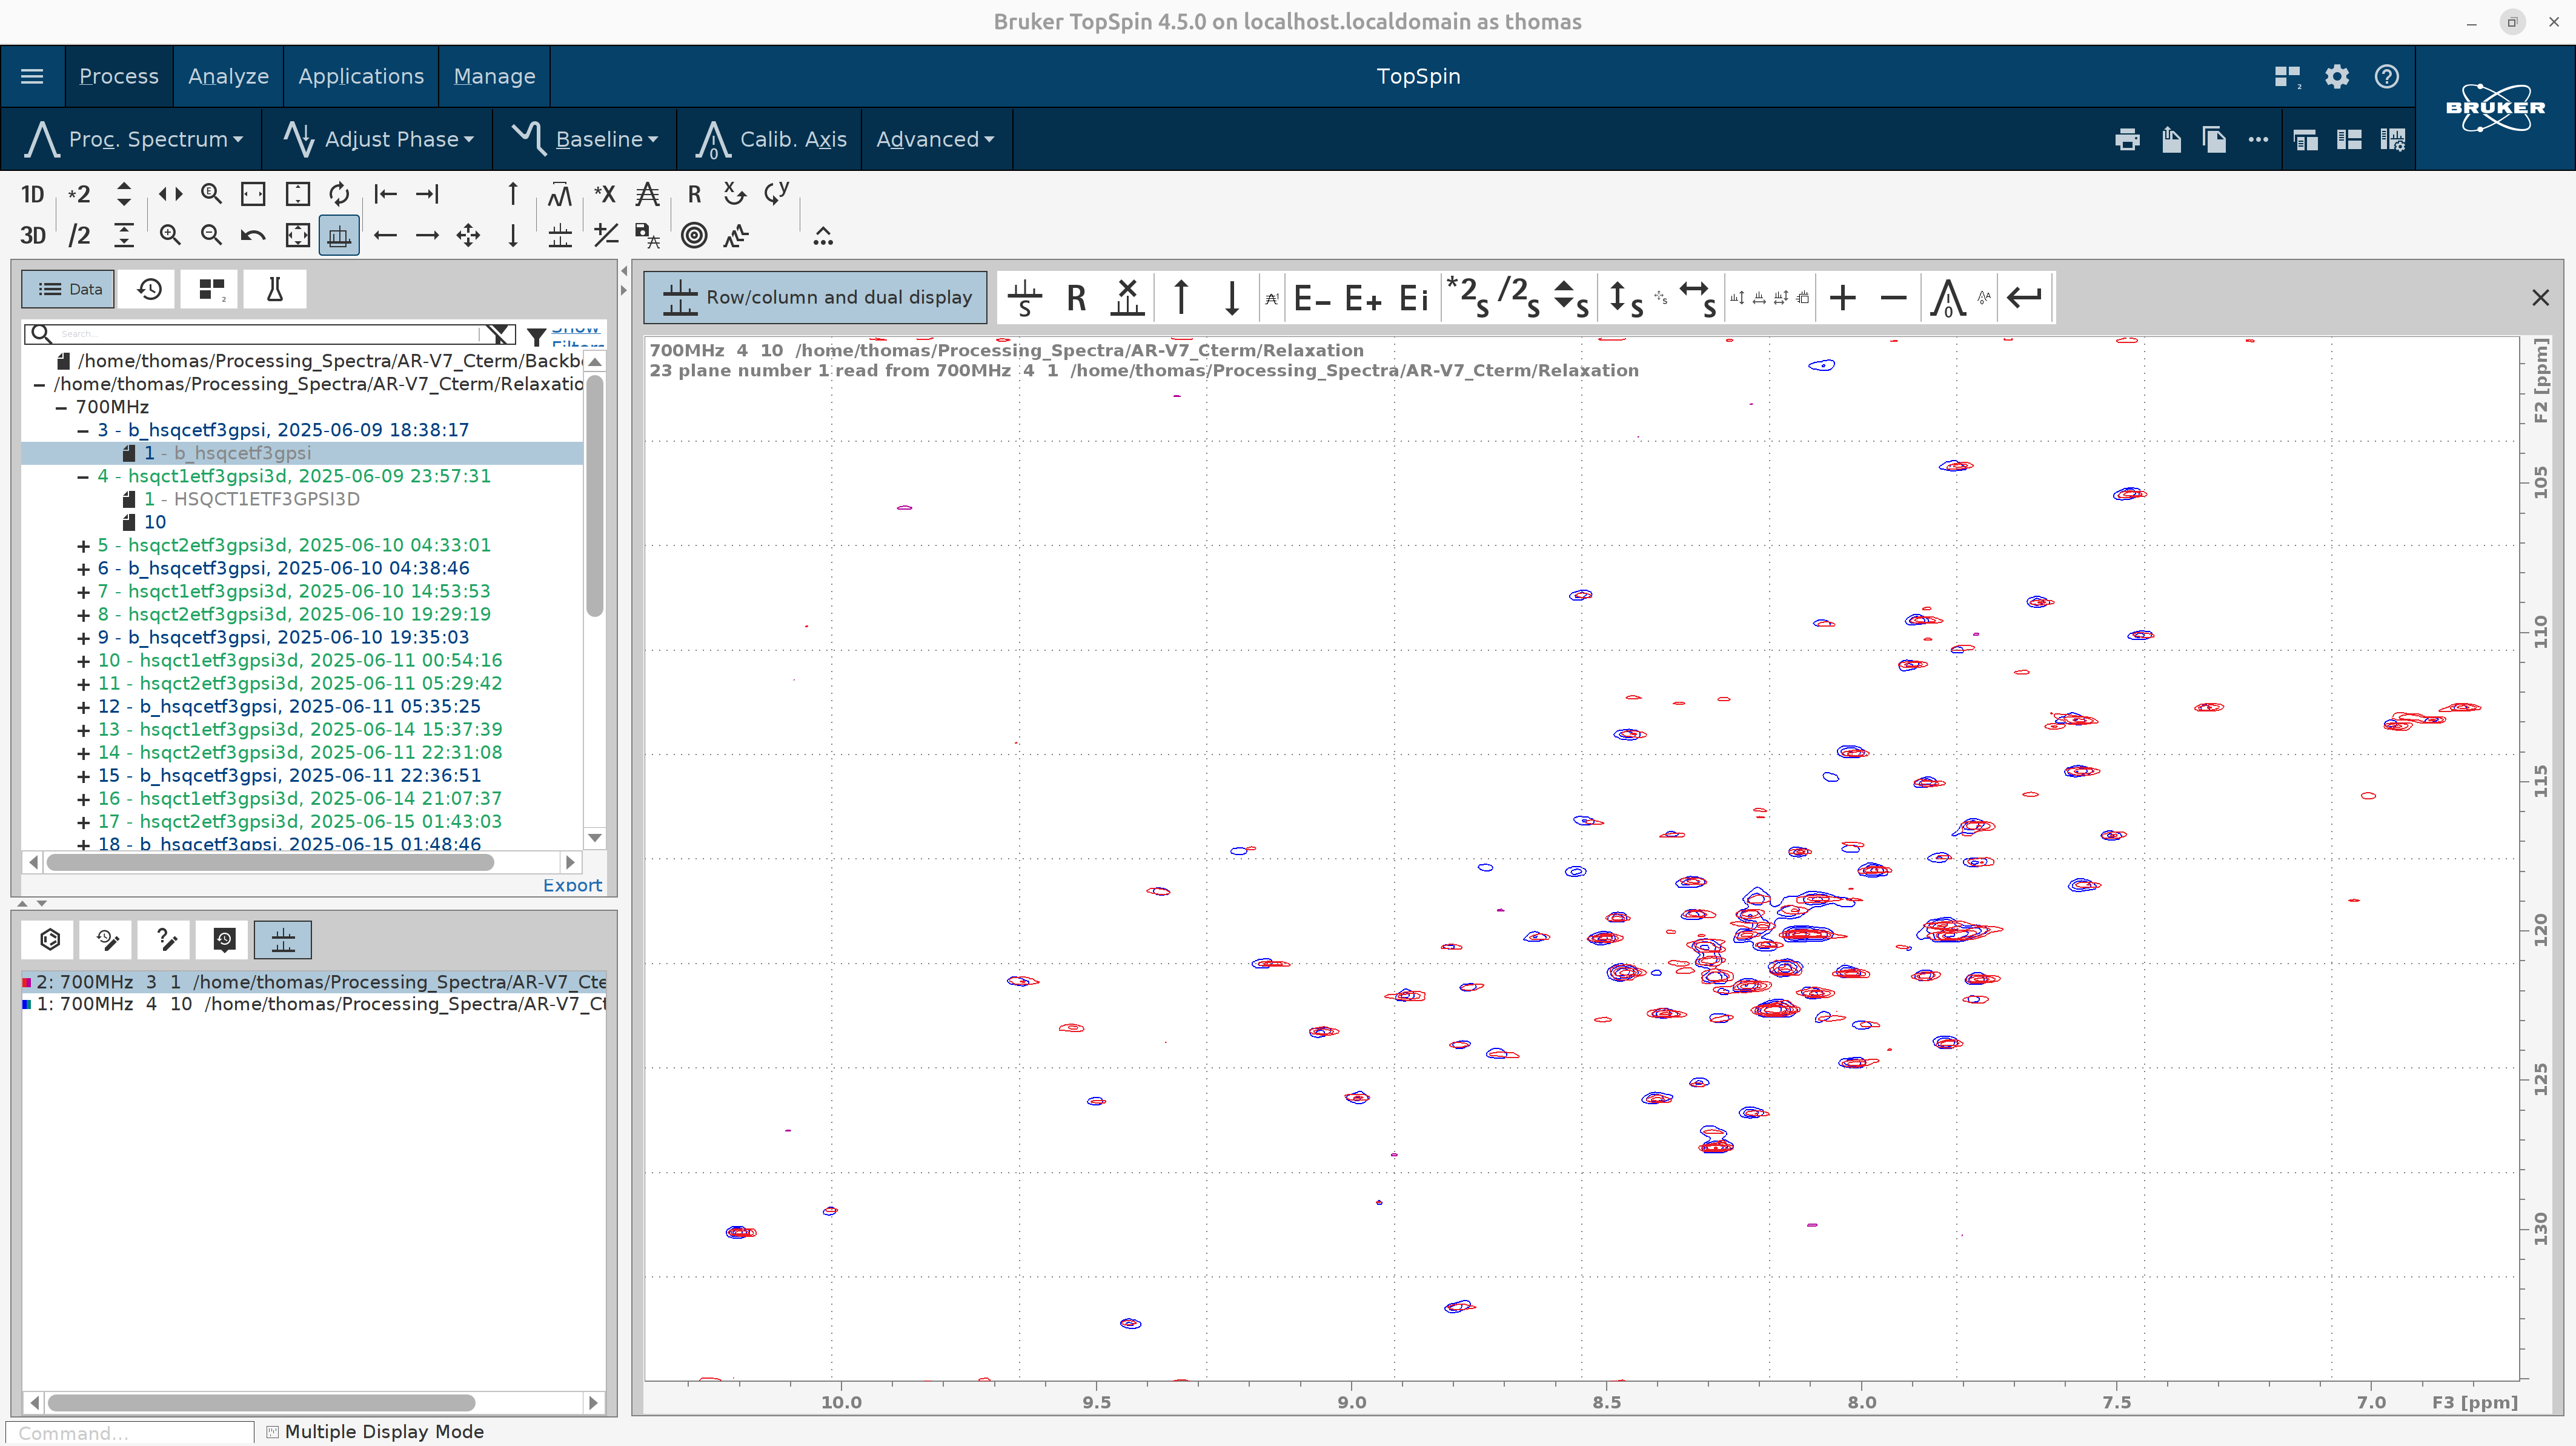 Bruker TopSpin 4.5.0 on localhost.localdomain as thomas
Process Analyze Applications Manage TopSpin 2
BRUKER
Proc. Spectrum Adjust Phase Baseline 0 Calib. Axis Advanced
1D *2 E *X R x y
3D /2
Data 2
Row/column and dual display S R E- E+ Ei *2s /2s S S S 0
Search...
Show
Filters
/home/thomas/Processing_Spectra/AR-V7_Cterm/Backb
/home/thomas/Processing_Spectra/AR-V7_Cterm/Relaxatio
700MHz
3 - b_hsqcetf3gpsi, 2025-06-09 18:38:17
1 - b_hsqcetf3gpsi
4 - hsqct1etf3gpsi3d, 2025-06-09 23:57:31
1 - HSQCT1ETF3GPSI3D
10
5 - hsqct2etf3gpsi3d, 2025-06-10 04:33:01
6 - b_hsqcetf3gpsi, 2025-06-10 04:38:46
7 - hsqct1etf3gpsi3d, 2025-06-10 14:53:53
8 - hsqct2etf3gpsi3d, 2025-06-10 19:29:19
9 - b_hsqcetf3gpsi, 2025-06-10 19:35:03
10 - hsqct1etf3gpsi3d, 2025-06-11 00:54:16
11 - hsqct2etf3gpsi3d, 2025-06-11 05:29:42
12 - b_hsqcetf3gpsi, 2025-06-11 05:35:25
13 - hsqct1etf3gpsi3d, 2025-06-14 15:37:39
14 - hsqct2etf3gpsi3d, 2025-06-11 22:31:08
15 - b_hsqcetf3gpsi, 2025-06-11 22:36:51
16 - hsqct1etf3gpsi3d, 2025-06-14 21:07:37
17 - hsqct2etf3gpsi3d, 2025-06-15 01:43:03
18 - b_hsqcetf3gpsi, 2025-06-15 01:48:46
Export
2: 700MHz 3 1 /home/thomas/Processing_Spectra/AR-V7_Cte
1: 700MHz 4 10 /home/thomas/Processing_Spectra/AR-V7_Ct
700MHz 4 10 /home/thomas/Processing_Spectra/AR-V7_Cterm/Relaxation
23 plane number 1 read from 700MHz 4 1 /home/thomas/Processing_Spectra/AR-V7_Cterm/Relaxation
F2 [ppm]
105
110
115
120
125
130
10.0 9.5 9.0 8.5 8.0 7.5 7.0 F3 [ppm]
Command...
Multiple Display Mode